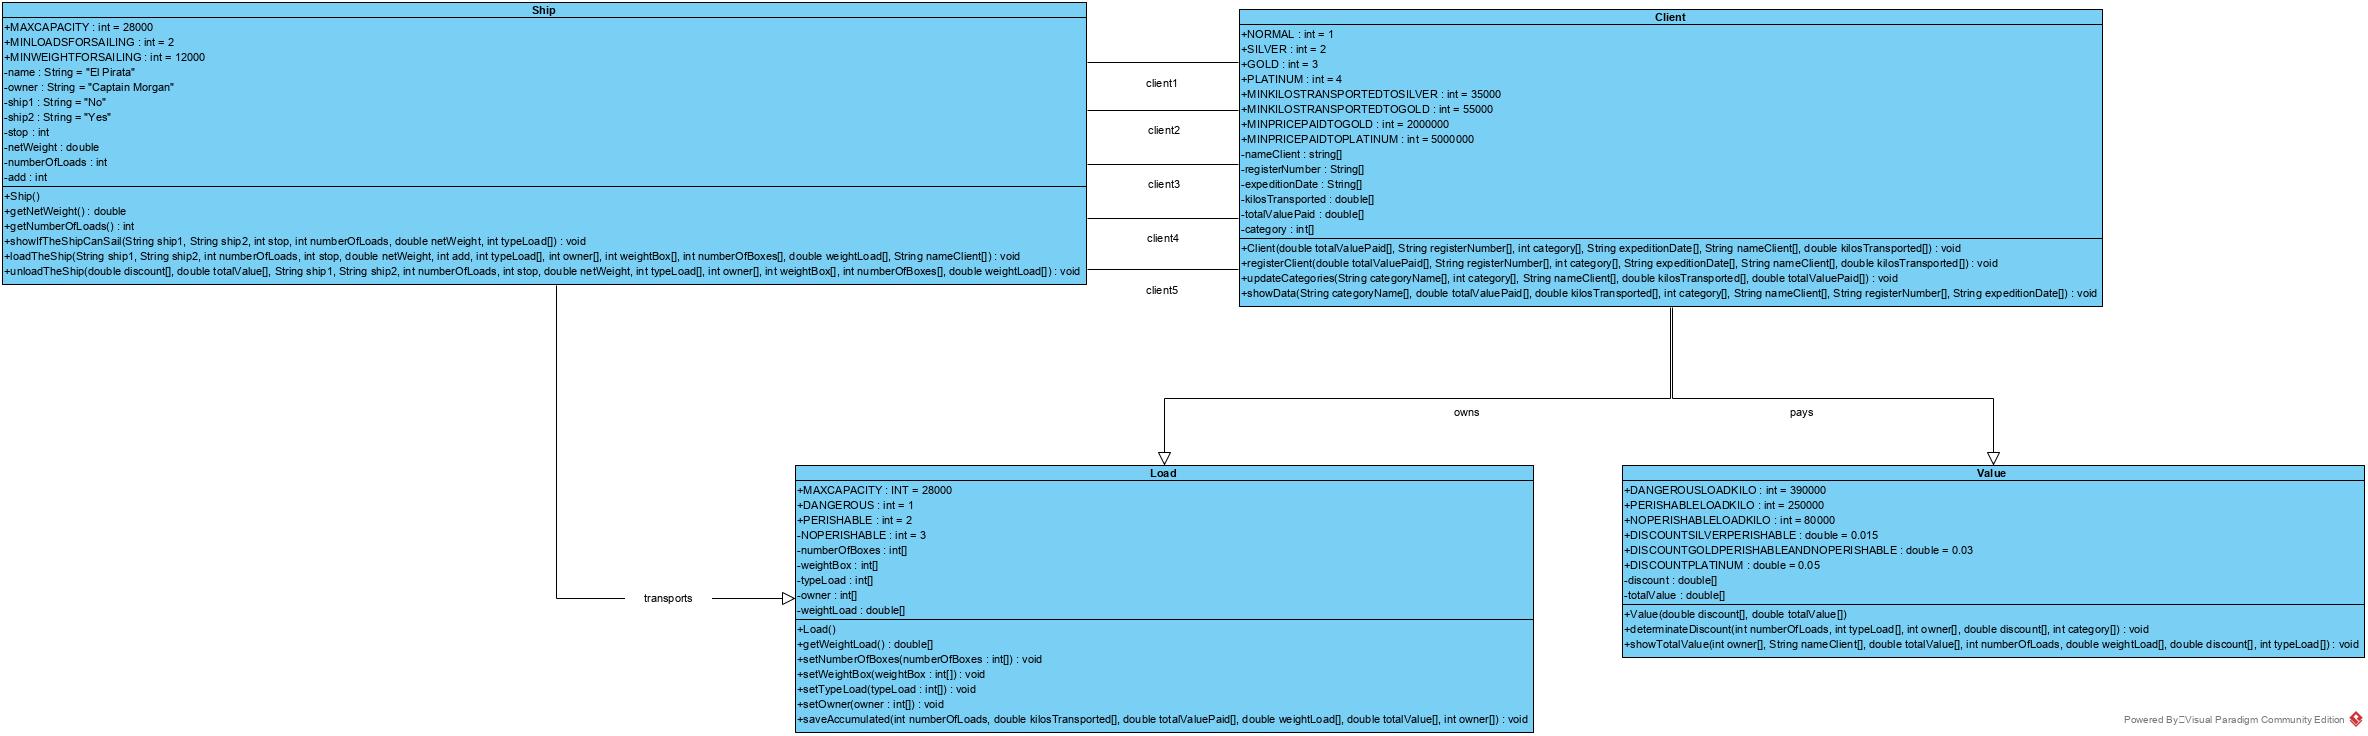 Ship
+MAXCAPACITY : int = 28000
+MINLOADSFORSAILING : int = 2
+MINWEIGHTFORSAILING : int = 12000
-name : String = "El Pirata"
-owner : String = "Captain Morgan"
-ship1 : String = "No"
-ship2 : String = "Yes"
-stop : int
-netWeight : double
-numberOfLoads : int
-add : int
+Ship()
+getNetWeight() : double
+getNumberOfLoads() : int
+showIfTheShipCanSail(String ship1, String ship2, int stop, int numberOfLoads, double netWeight, int typeLoad[]) : void
+loadTheShip(String ship1, String ship2, int numberOfLoads, int stop, double netWeight, int add, int typeLoad[], int owner[], int weightBox[], int numberOfBoxes[], double weightLoad[], String nameClient[]) : void
+unloadTheShip(double discount[], double totalValue[], String ship1, String ship2, int numberOfLoads, int stop, double netWeight, int typeLoad[], int owner[], int weightBox[], int numberOfBoxes[], double weightLoad[]) : void
client1
client2
client3
client4
client5
Client
+NORMAL : int = 1
+SILVER : int = 2
+GOLD : int = 3
+PLATINUM : int = 4
+MINKILOSTRANSPORTEDTOSILVER : int = 35000
+MINKILOSTRANSPORTEDTOGOLD : int = 55000
+MINPRICEPAIDTOGOLD : int = 2000000
+MINPRICEPAIDTOPLATINUM : int = 5000000
-nameClient : string[]
-registerNumber : String[]
-expeditionDate : String[]
-kilosTransported : double[]
-totalValuePaid : double[]
-category : int[]
+Client(double totalValuePaid[], String registerNumber[], int category[], String expeditionDate[], String nameClient[], double kilosTransported[]) : void
+registerClient(double totalValuePaid[], String registerNumber[], int category[], String expeditionDate[], String nameClient[], double kilosTransported[]) : void
+updateCategories(String categoryName[], int category[], String nameClient[], double kilosTransported[], double totalValuePaid[]) : void
+showData(String categoryName[], double totalValuePaid[], double kilosTransported[], int category[], String nameClient[], String registerNumber[], String expeditionDate[]) : void
owns
pays
transports
Load
+MAXCAPACITY : INT = 28000
+DANGEROUS : int = 1
+PERISHABLE : int = 2
-NOPERISHABLE : int = 3
-numberOfBoxes : int[]
-weightBox : int[]
-typeLoad : int[]
-owner : int[]
-weightLoad : double[]
+Load()
+getWeightLoad() : double[]
+setNumberOfBoxes(numberOfBoxes : int[]) : void
+setWeightBox(weightBox : int[]) : void
+setTypeLoad(typeLoad : int[]) : void
+setOwner(owner : int[]) : void
+saveAccumulated(int numberOfLoads, double kilosTransported[], double totalValuePaid[], double weightLoad[], double totalValue[], int owner[]) : void
Value
+DANGEROUSLOADKILO : int = 390000
+PERISHABLELOADKILO : int = 250000
+NOPERISHABLELOADKILO : int = 80000
+DISCOUNTSILVERPERISHABLE : double = 0.015
+DISCOUNTGOLDPERISHABLEANDNOPERISHABLE : double = 0.03
+DISCOUNTPLATINUM : double = 0.05
-discount : double[]
-totalValue : double[]
+Value(double discount[], double totalValue[])
+determinateDiscount(int numberOfLoads, int typeLoad[], int owner[], double discount[], int category[]) : void
+showTotalValue(int owner[], String nameClient[], double totalValue[], int numberOfLoads, double weightLoad[], double discount[], int typeLoad[]) : void
Powered By Visual Paradigm Community Edition